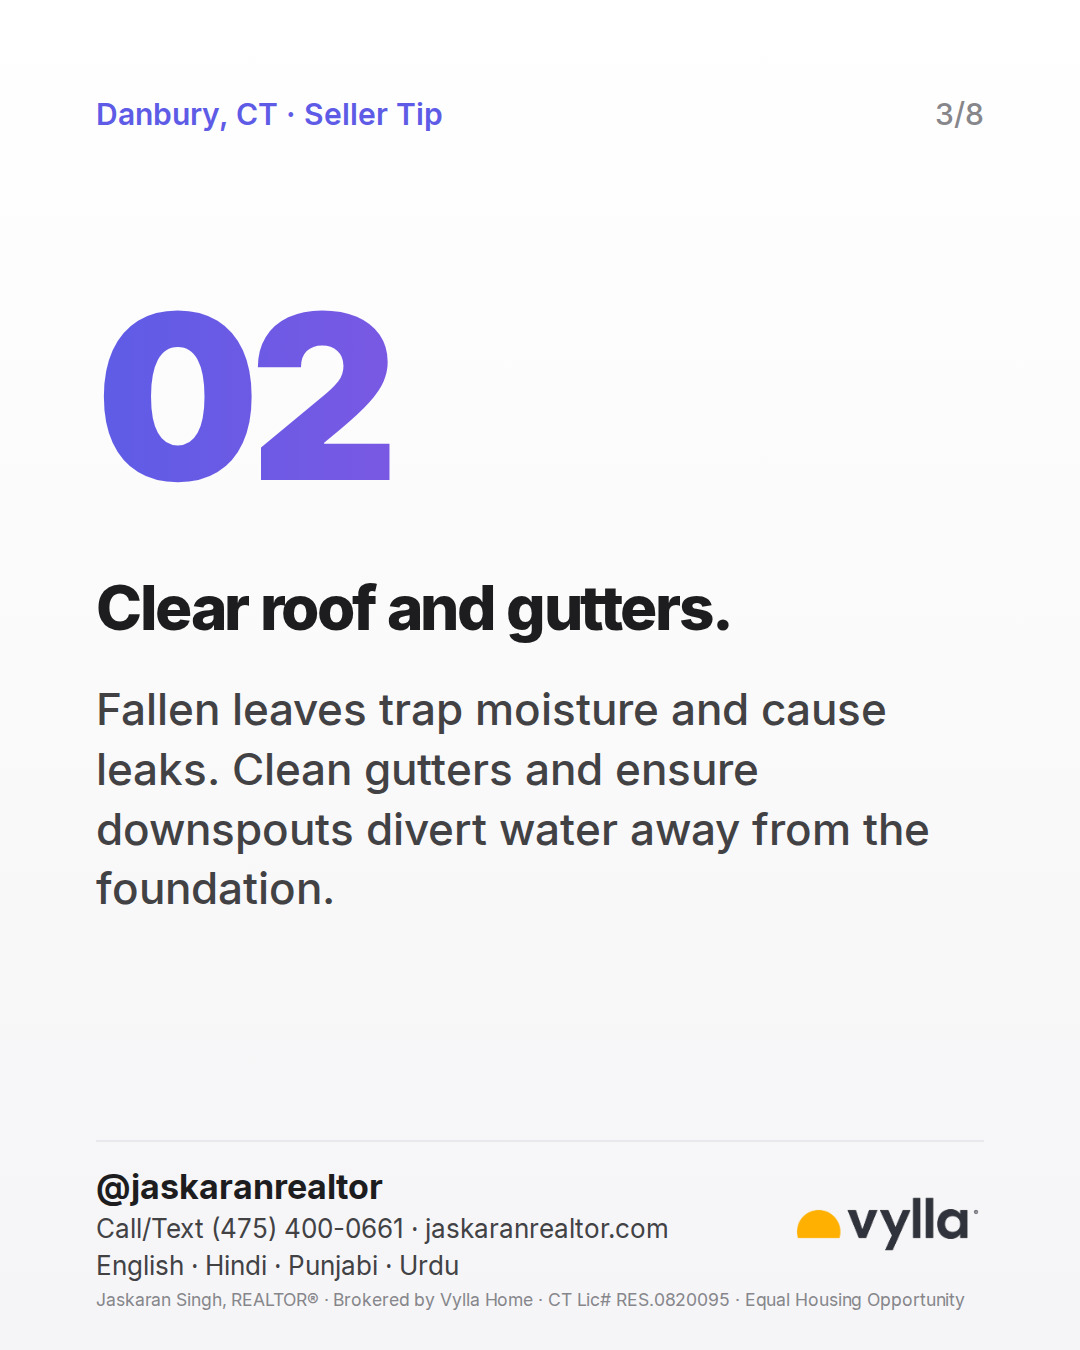 Danbury, CT · Seller Tip
3/8
02
Clear roof and gutters.
Fallen leaves trap moisture and cause
leaks. Clean gutters and ensure
downspouts divert water away from the
foundation.
@jaskaranrealtor
Call/Text (475) 400-0661 · jaskaranrealtor.com
English · Hindi · Punjabi · Urdu
Jaskaran Singh, REALTOR® · Brokered by Vylla Home · CT Lic# RES.0820095 · Equal Housing Opportunity
vylla